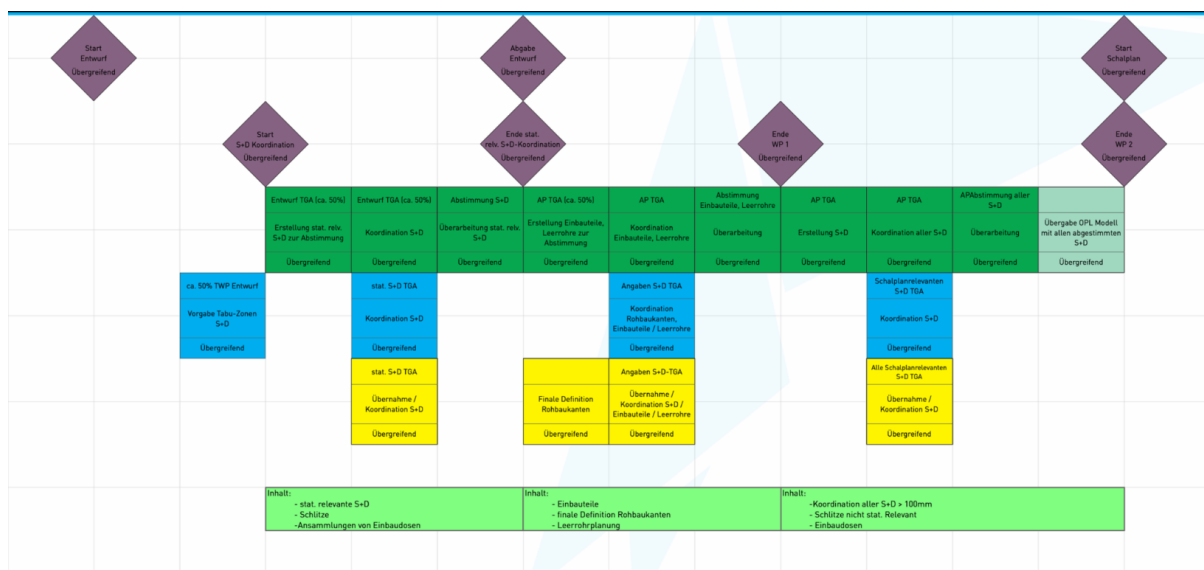 Start
Entwurf
Übergreifend
Abgabe
Entwurf
Übergreifend
Start
Schalplan
Übergreifend
Start
S+D Koordination
Übergreifend
Ende stat.
relv. S+D-Koordination
Übergreifend
Ende
WP 1
Übergreifend
Ende
WP 2
Übergreifend
Entwurf TGA (ca. 50%)
Erstellung stat. relv.
S+D zur Abstimmung
Übergreifend
Entwurf TGA (ca. 50%)
Koordination S+D
Übergreifend
Abstimmung S+D
Überarbeitung stat. relv.
S+D
Übergreifend
AP TGA (ca. 50%)
Erstellung Einbauteile,
Leerrohre zur
Abstimmung
Übergreifend
AP TGA
Koordination
Einbauteile, Leerrohre
Übergreifend
Abstimmung
Einbauteile, Leerrohre
Überarbeitung
Übergreifend
AP TGA
Erstellung S+D
Übergreifend
AP TGA
Koordination aller S+D
Übergreifend
APAbstimmung aller
S+D
Überarbeitung
Übergreifend
Übergabe OPL Modell
mit allen abgestimmten
S+D
Übergreifend
ca. 50% TWP Entwurf
Vorgabe Tabu-Zonen
S+D
Übergreifend
stat. S+D TGA
Koordination S+D
Übergreifend
Angaben S+D TGA
Koordination
Rohbaukanten,
Einbauteile / Leerrohre
Übergreifend
Schalplanrelevanten
S+D TGA
Koordination S+D
Übergreifend
stat. S+D TGA
Übernahme /
Koordination S+D
Übergreifend
Finale Definition
Rohbaukanten
Übergreifend
Angaben S+D-TGA
Übernahme /
Koordination S+D /
Einbauteile / Leerrohre
Übergreifend
Alle Schalplanrelevanten
S+D TGA
Übernahme /
Koordination S+D
Übergreifend
Inhalt:
- stat. relevante S+D
- Schlitze
-Ansammlungen von Einbaudosen
Inhalt:
- Einbauteile
- finale Definition Rohbaukanten
- Leerrohrplanung
Inhalt:
-Koordination aller S+D > 100mm
- Schlitze nicht stat. Relevant
- Einbaudosen